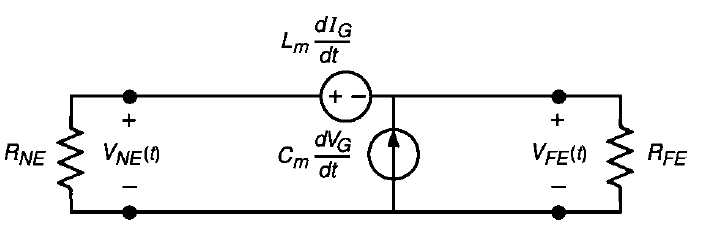 L_m dI_G/dt
+ −
+ +
R_NE V_NE(t) C_m dV_G/dt V_FE(t) R_FE
− −